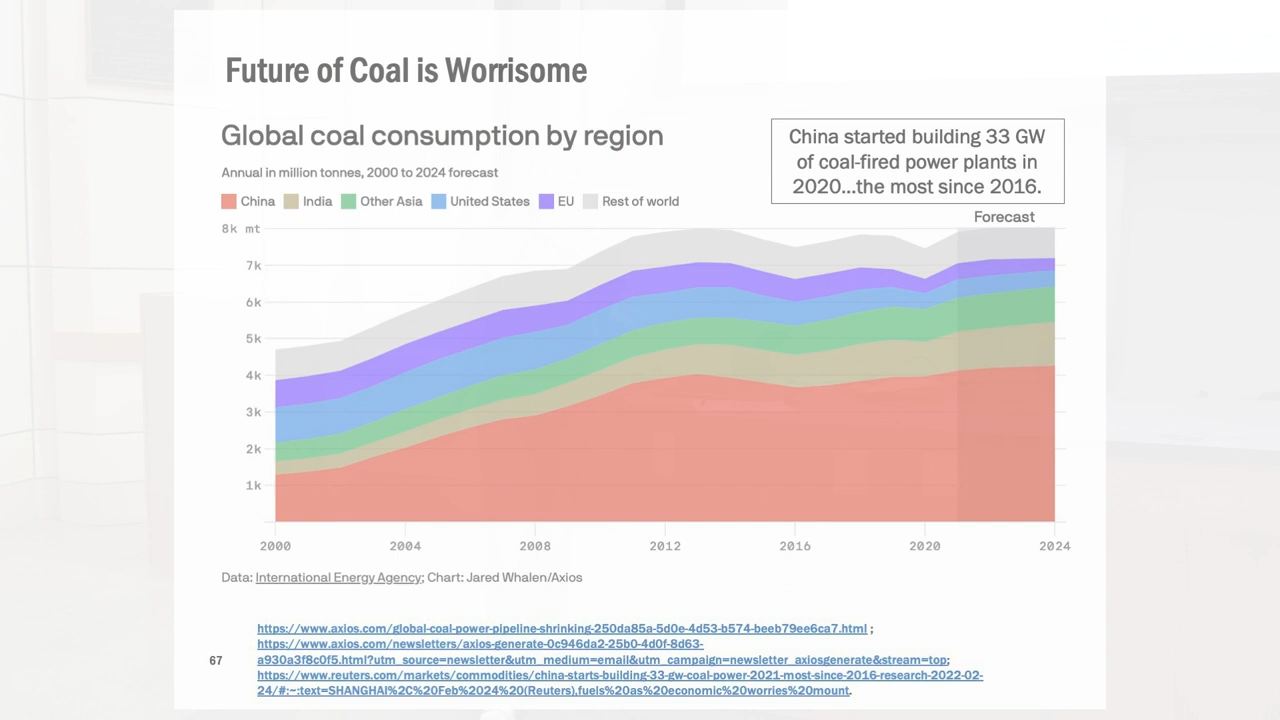 Future of Coal is Worrisome
Global coal consumption by region
China started building 33 GW
of coal-fired power plants in
2020...the most since 2016.
Annual in million tonnes, 2000 to 2024 forecast
China India Other Asia United States EU Rest of world
Forecast
8k mt
7k
6k
5k
4k
3k
2k
1k
2000 2004 2008 2012 2016 2020 2024
Data: International Energy Agency; Chart: Jared Whalen/Axios
https://www.axios.com/global-coal-power-pipeline-shrinking-250da85a-5d0e-4d53-b574-beeb79ee6ca7.html ;
https://www.axios.com/newsletters/axios-generate-0c946da2-25b0-4d0f-8d63-
67
a930a3f8c0f5.html?utm_source=newsletter&utm_medium=email&utm_campaign=newsletter_axiosgenerate&stream=top;
https://www.reuters.com/markets/commodities/china-starts-building-33-gw-coal-power-2021-most-since-2016-research-2022-02-
24/#:~:text=SHANGHAI%2C%20Feb%2024%20(Reuters),fuels%20as%20economic%20worries%20mount.